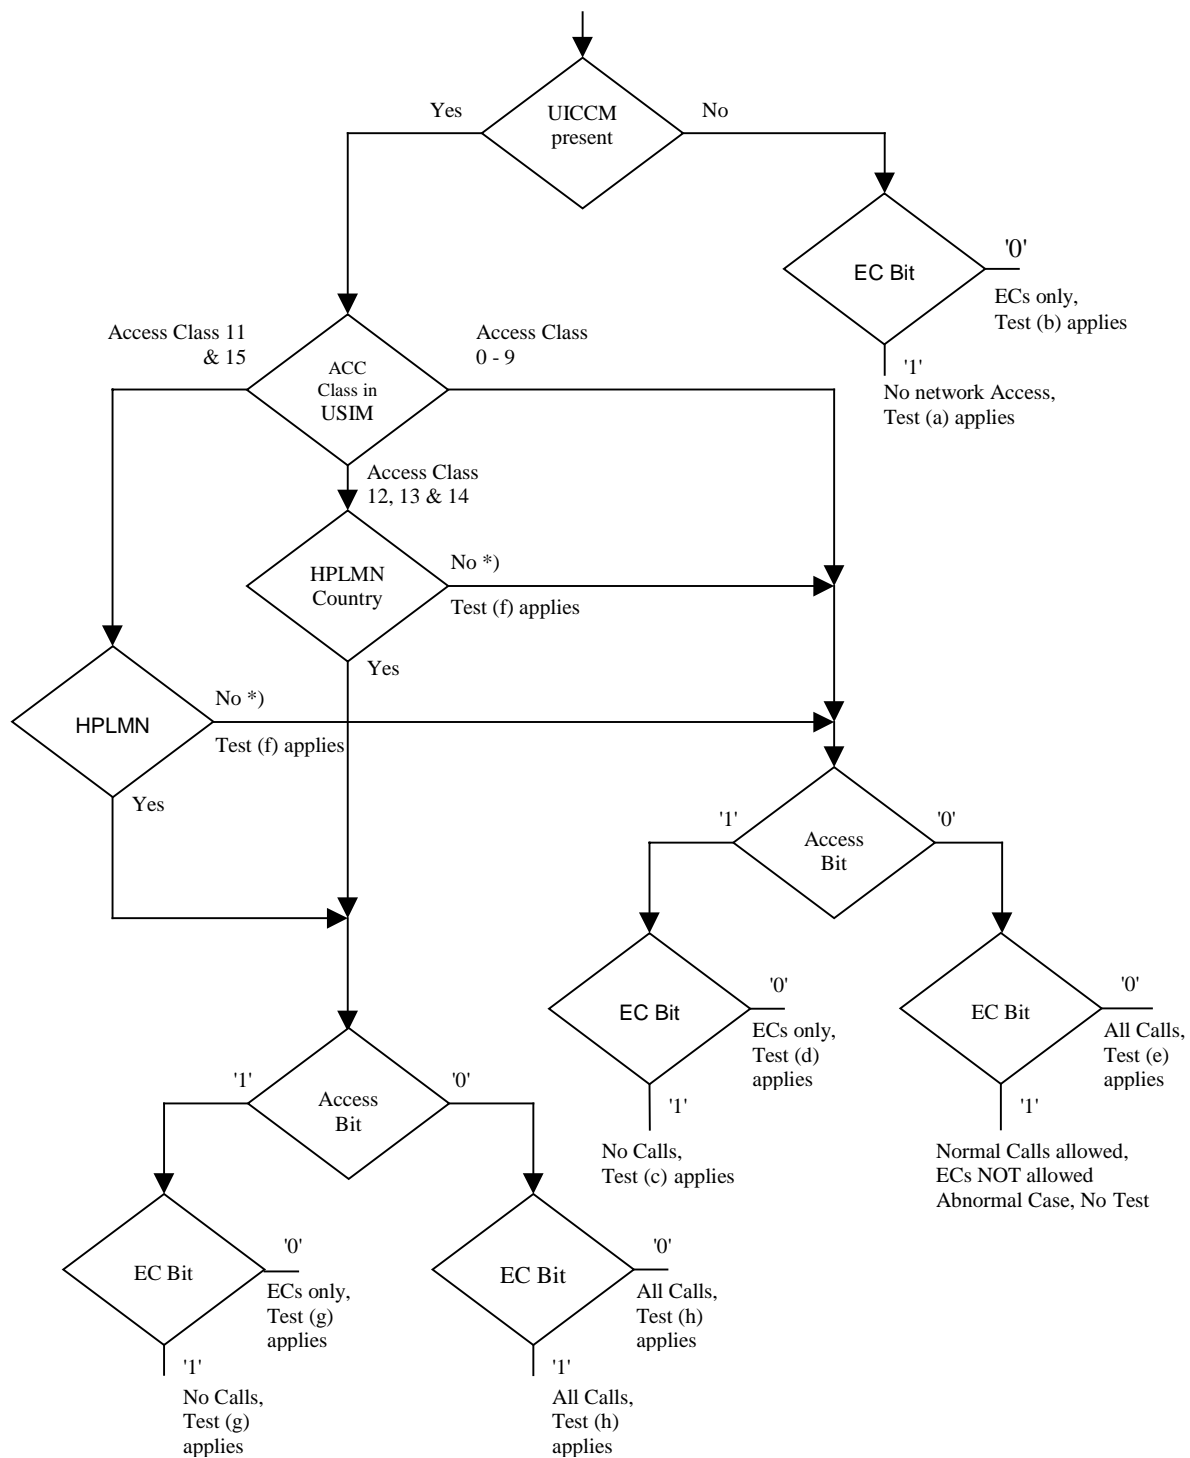 UICCM
present
Yes
No
EC Bit
'0'
ECs only,
Test (b) applies
'1'
No network Access,
Test (a) applies
Access Class 11
& 15
ACC
Class in
USIM
Access Class
0 - 9
Access Class
12, 13 & 14
HPLMN
Country
No *)
Test (f) applies
Yes
HPLMN
No *)
Test (f) applies
Yes
Access
Bit
'1'
'0'
EC Bit
'0'
ECs only,
Test (d)
applies
'1'
No Calls,
Test (c) applies
EC Bit
'0'
All Calls,
Test (e)
applies
'1'
Normal Calls allowed,
ECs NOT allowed
Abnormal Case, No Test
Access
Bit
'1'
'0'
EC Bit
'0'
ECs only,
Test (g)
applies
'1'
No Calls,
Test (g)
applies
EC Bit
'0'
All Calls,
Test (h)
applies
'1'
All Calls,
Test (h)
applies